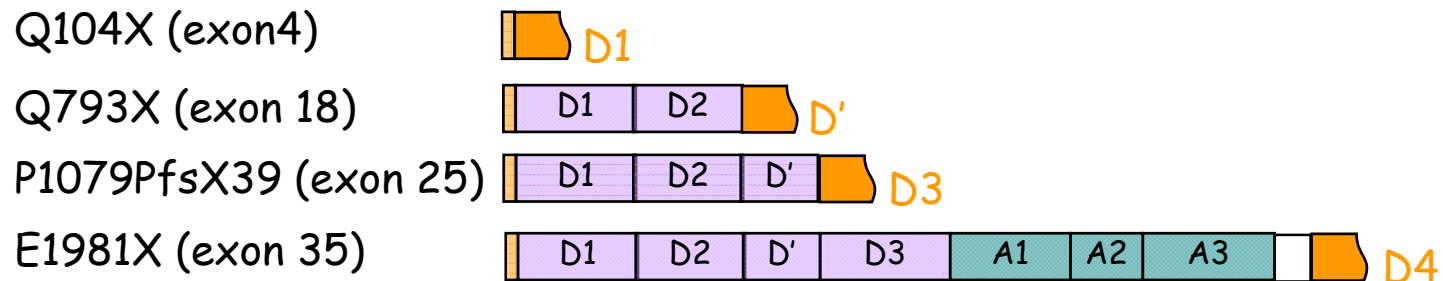 Q104X (exon4) D1
Q793X (exon 18) D1 D2 D'
P1079PfsX39 (exon 25) D1 D2 D' D3
E1981X (exon 35) D1 D2 D' D3 A1 A2 A3 D4